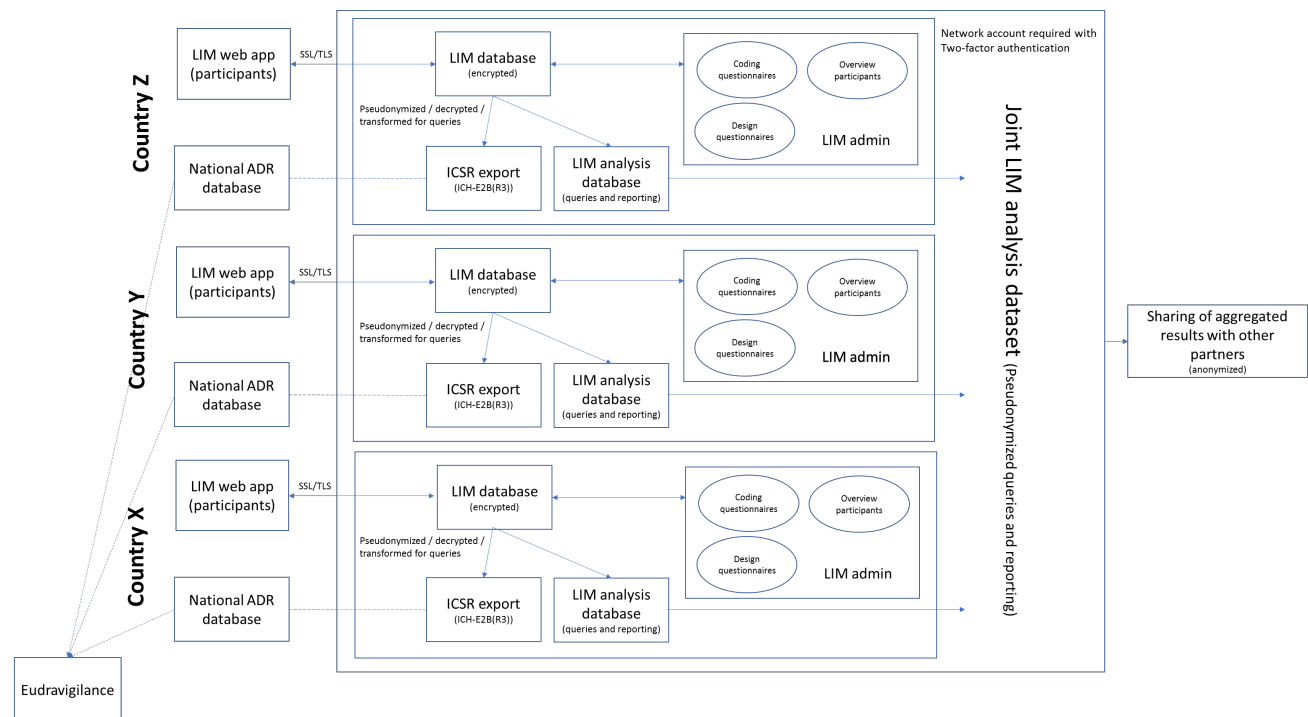 Network account required with
Two-factor authentication
Country Z
LIM web app
(participants)
SSL/TLS
LIM database
(encrypted)
Coding
questionnaires
Overview
participants
Design
questionnaires
LIM admin
Pseudonymized / decrypted /
transformed for queries
National ADR
database
ICSR export
(ICH-E2B(R3))
LIM analysis
database
(queries and reporting)
Country Y
LIM web app
(participants)
SSL/TLS
LIM database
(encrypted)
Coding
questionnaires
Overview
participants
Design
questionnaires
LIM admin
Pseudonymized / decrypted /
transformed for queries
National ADR
database
ICSR export
(ICH-E2B(R3))
LIM analysis
database
(queries and reporting)
Country X
LIM web app
(participants)
SSL/TLS
LIM database
(encrypted)
Coding
questionnaires
Overview
participants
Design
questionnaires
LIM admin
Pseudonymized / decrypted /
transformed for queries
National ADR
database
ICSR export
(ICH-E2B(R3))
LIM analysis
database
(queries and reporting)
Joint LIM analysis dataset (Pseudonymized queries and reporting)
Sharing of aggregated
results with other
partners
(anonymized)
Eudravigilance